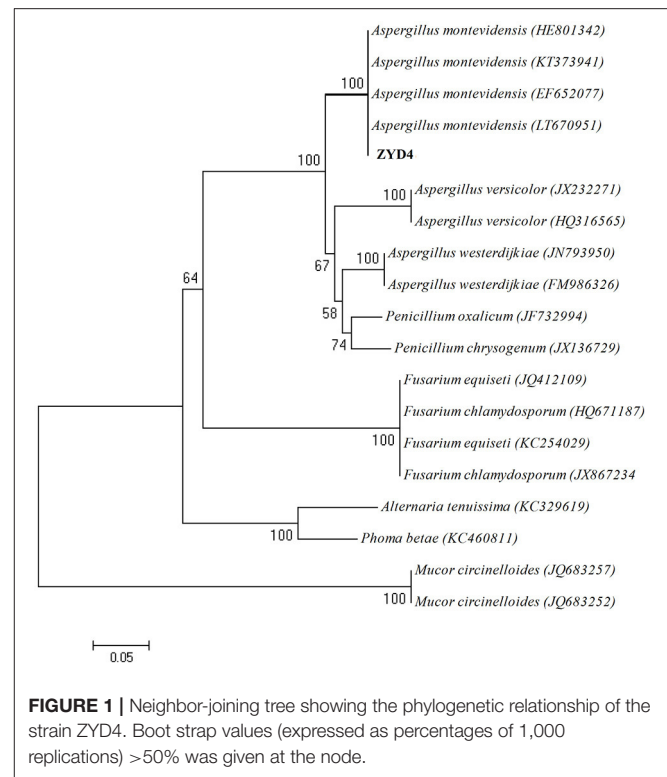 Aspergillus montevidensis (HE801342)
Aspergillus montevidensis (KT373941)
Aspergillus montevidensis (EF652077)
100
Aspergillus montevidensis (LT670951)
ZYD4
100
Aspergillus versicolor (JX232271)
100
Aspergillus versicolor (HQ316565)
Aspergillus westerdijkiae (JN793950)
100
67
Aspergillus westerdijkiae (FM986326)
64
58
Penicillium oxalicum (JF732994)
74
Penicillium chrysogenum (JX136729)
Fusarium equiseti (JQ412109)
Fusarium chlamydosporum (HQ671187)
100
Fusarium equiseti (KC254029)
Fusarium chlamydosporum (JX867234
Alternaria tenuissima (KC329619)
100
Phoma betae (KC460811)
Mucor circinelloides (JQ683257)
100
Mucor circinelloides (JQ683252)
0.05
FIGURE 1 | Neighbor-joining tree showing the phylogenetic relationship of the
strain ZYD4. Boot strap values (expressed as percentages of 1,000
replications) >50% was given at the node.